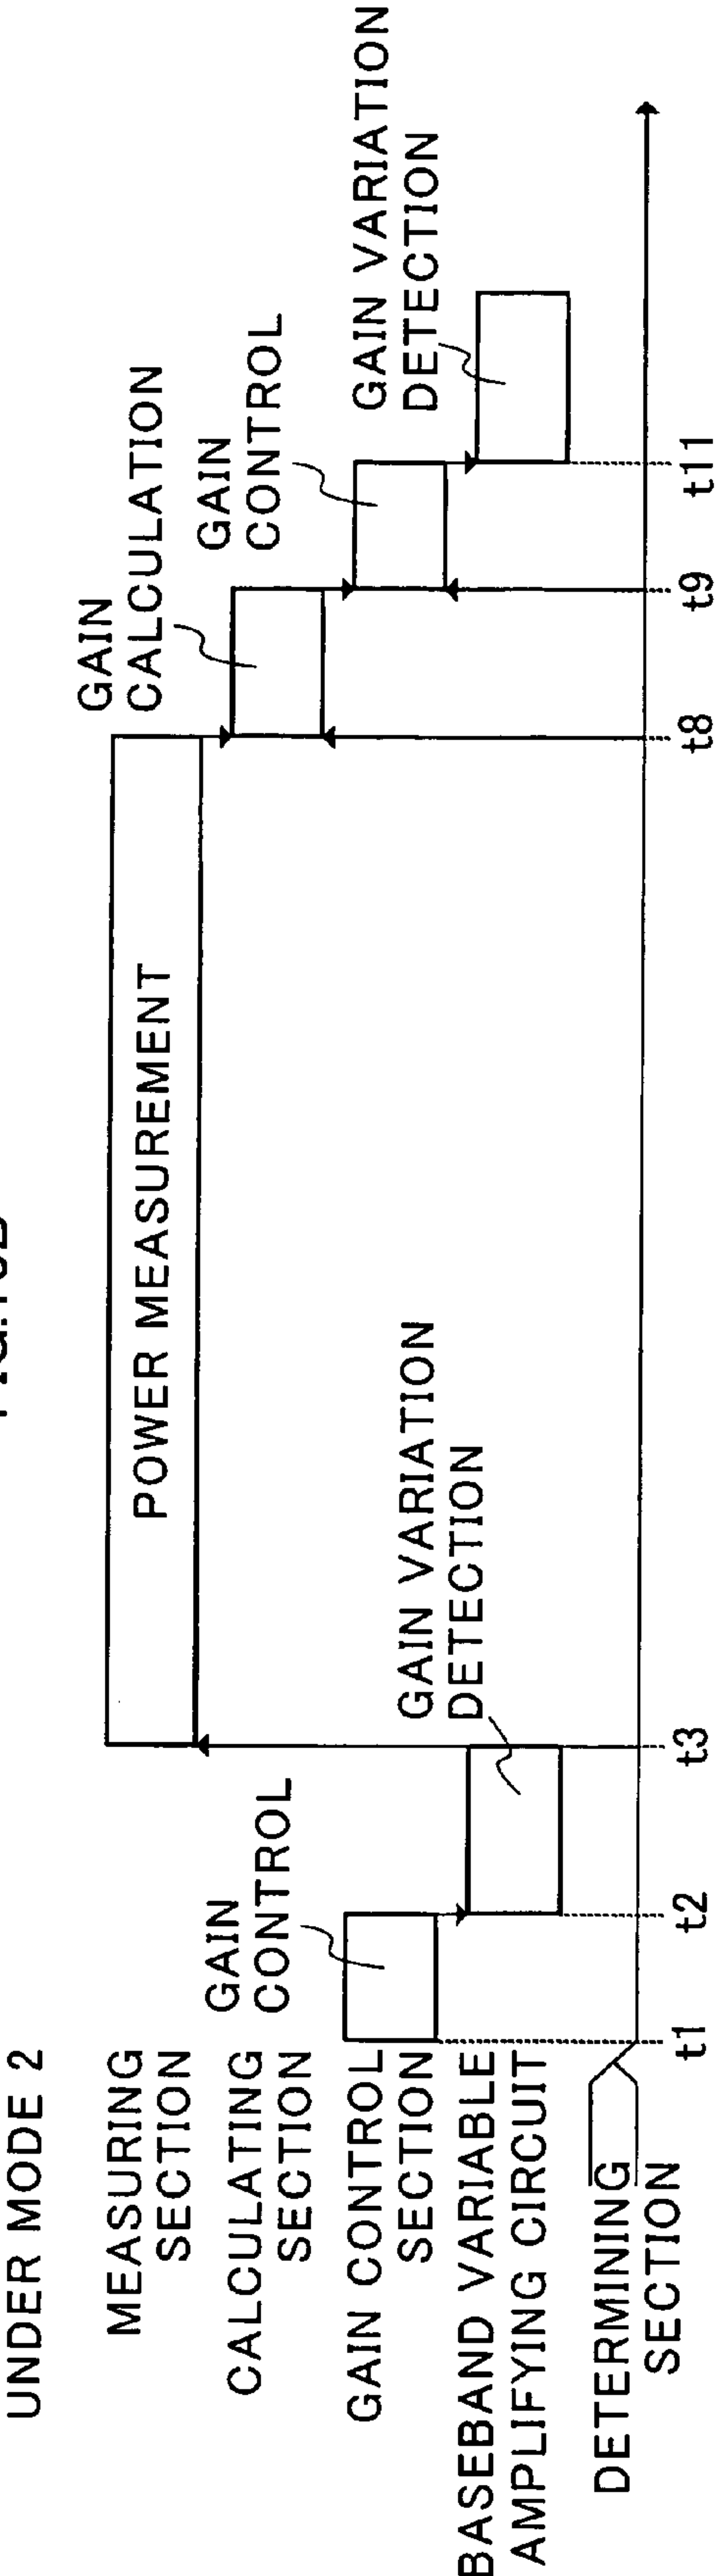 UNDER MODE 2
MEASURING
SECTION
POWER MEASUREMENT
CALCULATING
SECTION
GAIN
CALCULATION
GAIN CONTROL
SECTION
GAIN
CONTROL
GAIN
CONTROL
BASEBAND VARIABLE
AMPLIFYING CIRCUIT
GAIN VARIATION
DETECTION
GAIN VARIATION
DETECTION
DETERMINING
SECTION
t1 t2 t3 t8 t9 t11